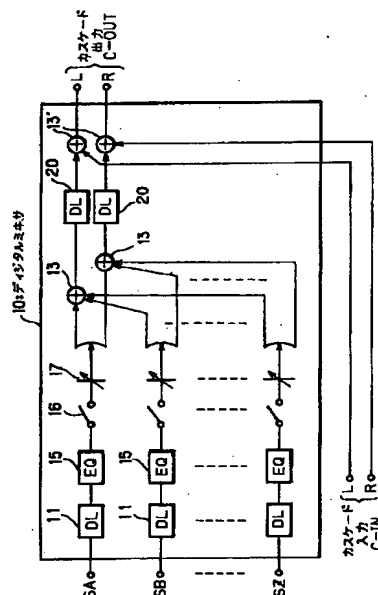 10:ディジタルミキサ
SA
11
DL
15
EQ
16
17
13
20
DL
13'
L
カスケード
出力
C-OUT
R
20
DL
13
SB
11
DL
15
EQ
SZ
DL
EQ
カスケード
入力
C-IN
L
R